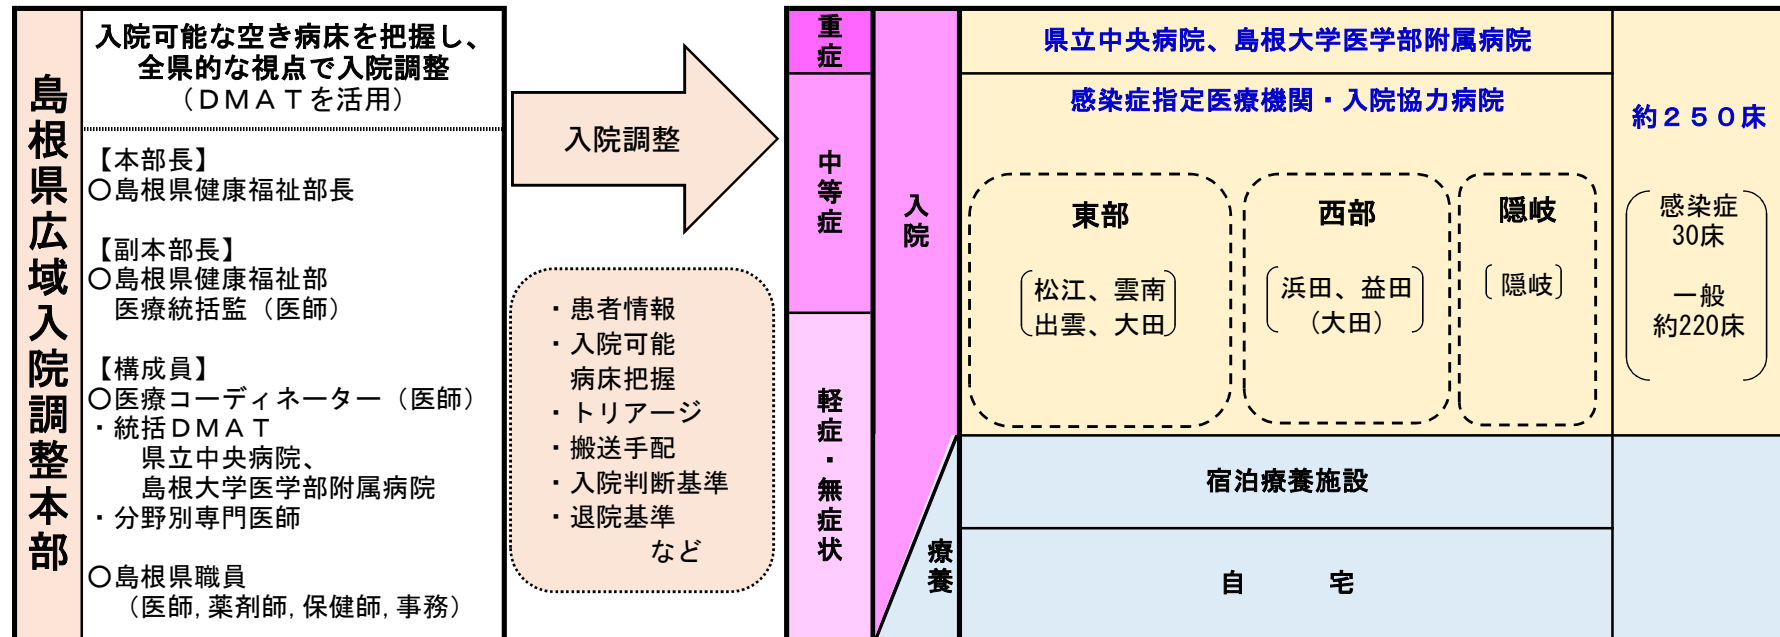 島根県広域入院調整本部
入院可能な空き病床を把握し、
全県的な視点で入院調整
（ＤＭＡＴを活用）
【本部長】
〇島根県健康福祉部長
【副本部長】
〇島根県健康福祉部
医療統括監（医師）
【構成員】
〇医療コーディネーター（医師）
・統括ＤＭＡＴ
県立中央病院、
島根大学医学部附属病院
・分野別専門医師
〇島根県職員
（医師,薬剤師,保健師,事務）
入院調整
・患者情報
・入院可能
病床把握
・トリアージ
・搬送手配
・入院判断基準
・退院基準
など
重症
中等症
軽症・無症状
入院
療養
県立中央病院、島根大学医学部附属病院
感染症指定医療機関・入院協力病院
東部
松江、雲南
出雲、大田
西部
浜田、益田
（大田）
隠岐
隠岐
約２５０床
感染症
30床
一般
約220床
宿泊療養施設
自　　　宅